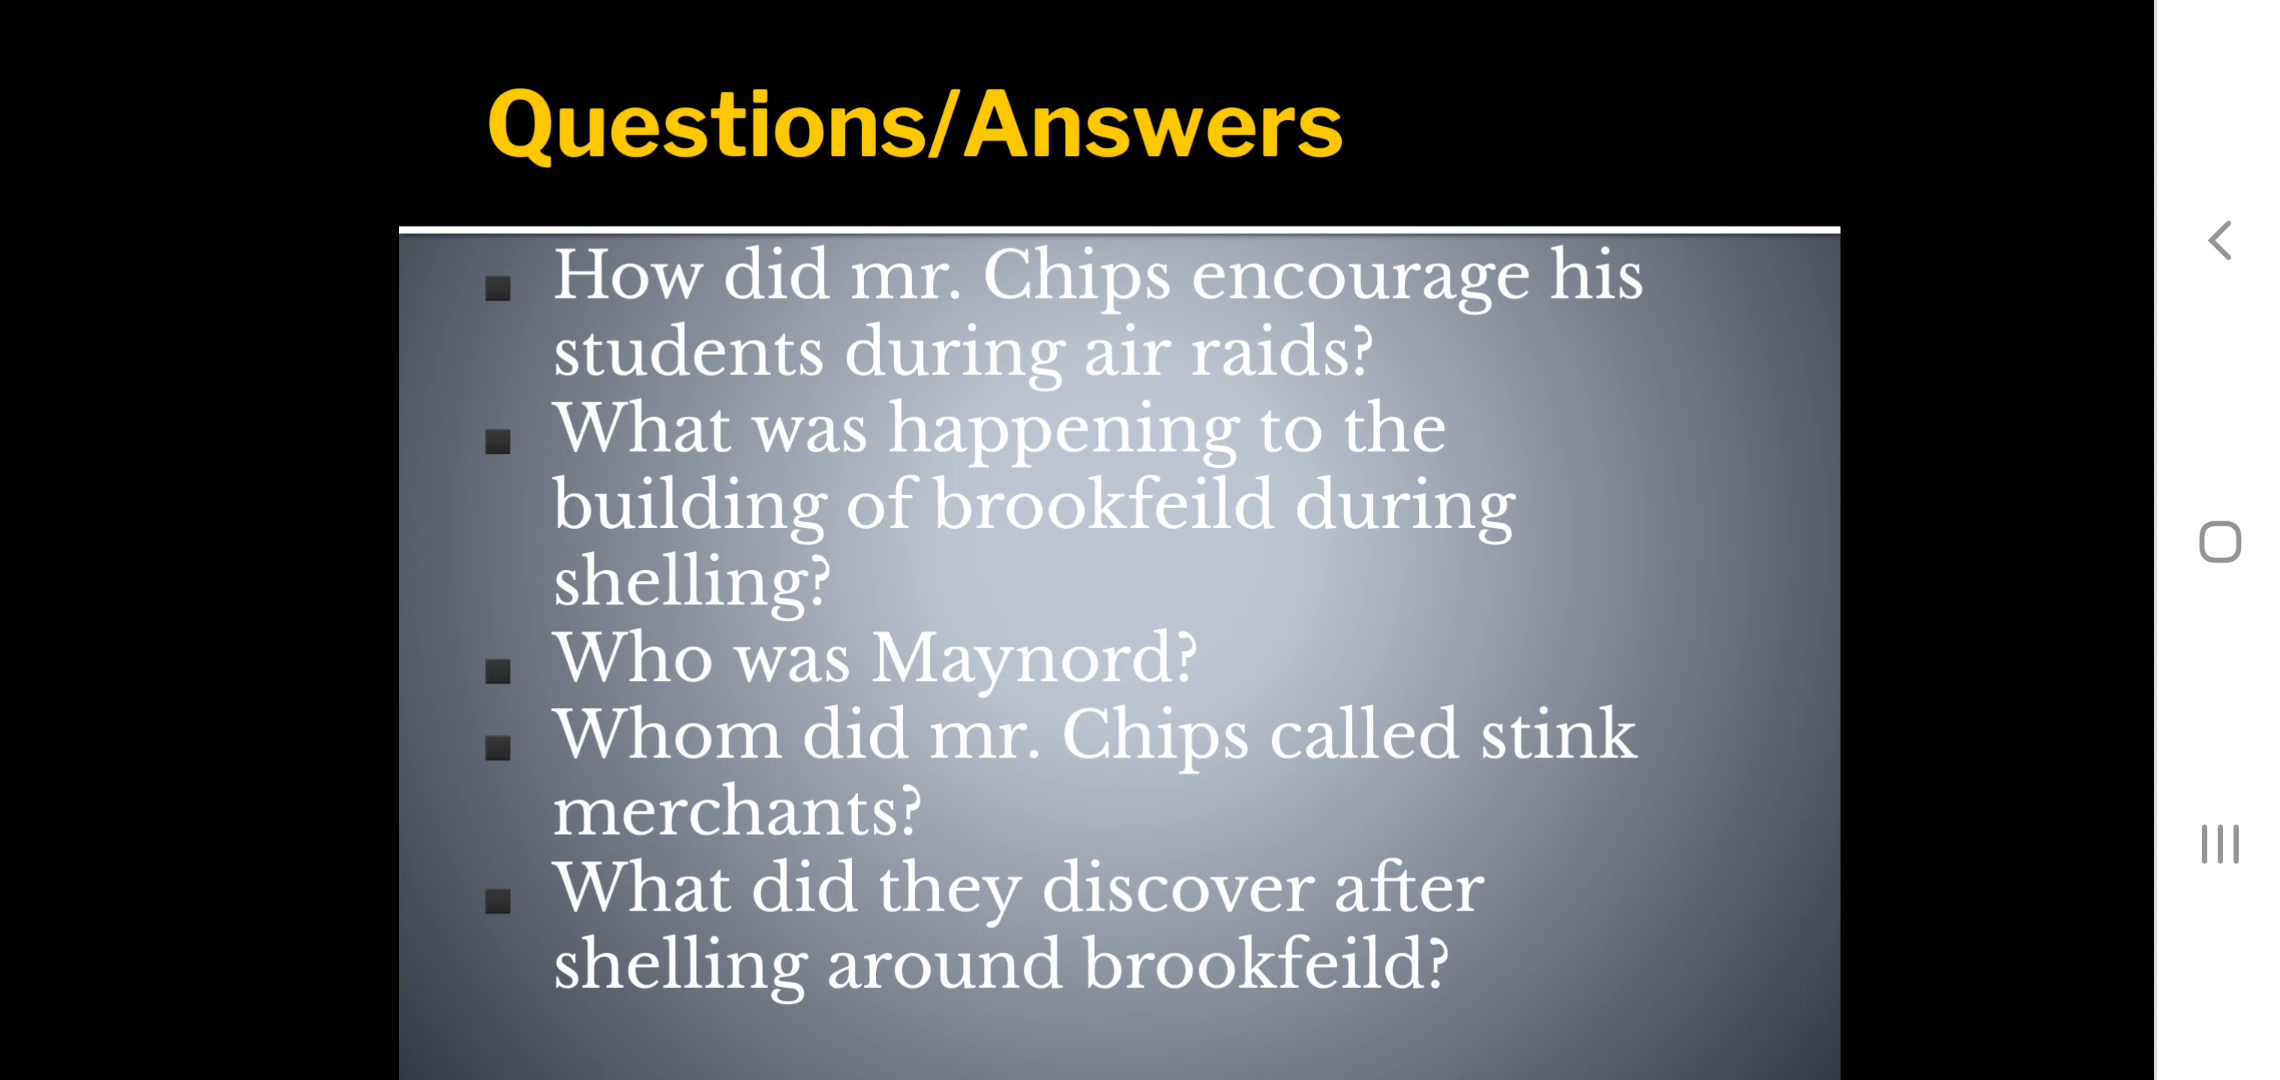 Questions/Answers
How did mr. Chips encourage his
students during air raids?
What was happening to the
building of brookfeild during
shelling?
Who was Maynord?
Whom did mr. Chips called stink
merchants?
What did they discover after
shelling around brookfeild?